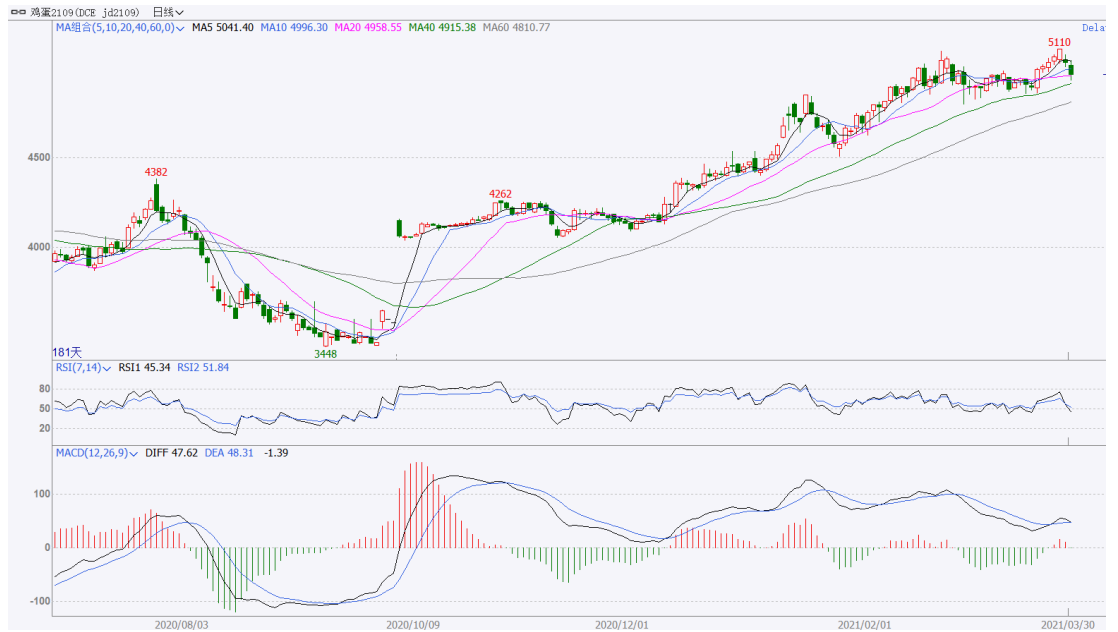 鸡蛋2109(DCE jd2109) 日线
MA组合(5,10,20,40,60,0) MA5 5041.40 MA10 4996.30 MA20 4958.55 MA40 4915.38 MA60 4810.77
5110
4500
4382
4262
4000
3448
181天
RSI(7,14) RSI1 45.34 RSI2 51.84
80
50
20
MACD(12,26,9) DIFF 47.62 DEA 48.31 -1.39
100
0
-100
2020/08/03 2020/10/09 2020/12/01 2021/02/01 2021/03/30